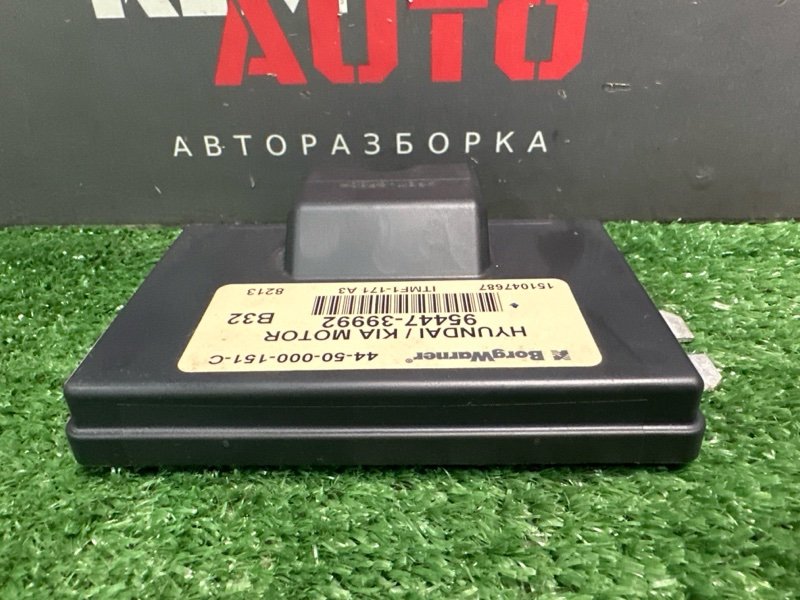 AUTO
АВТОРАЗБОРКА
BorgWarner®
44-50-000-151-C
HYUNDAI / KIA MOTOR
95447-39992 B32
151047687 ITMF1-171 A3 8213